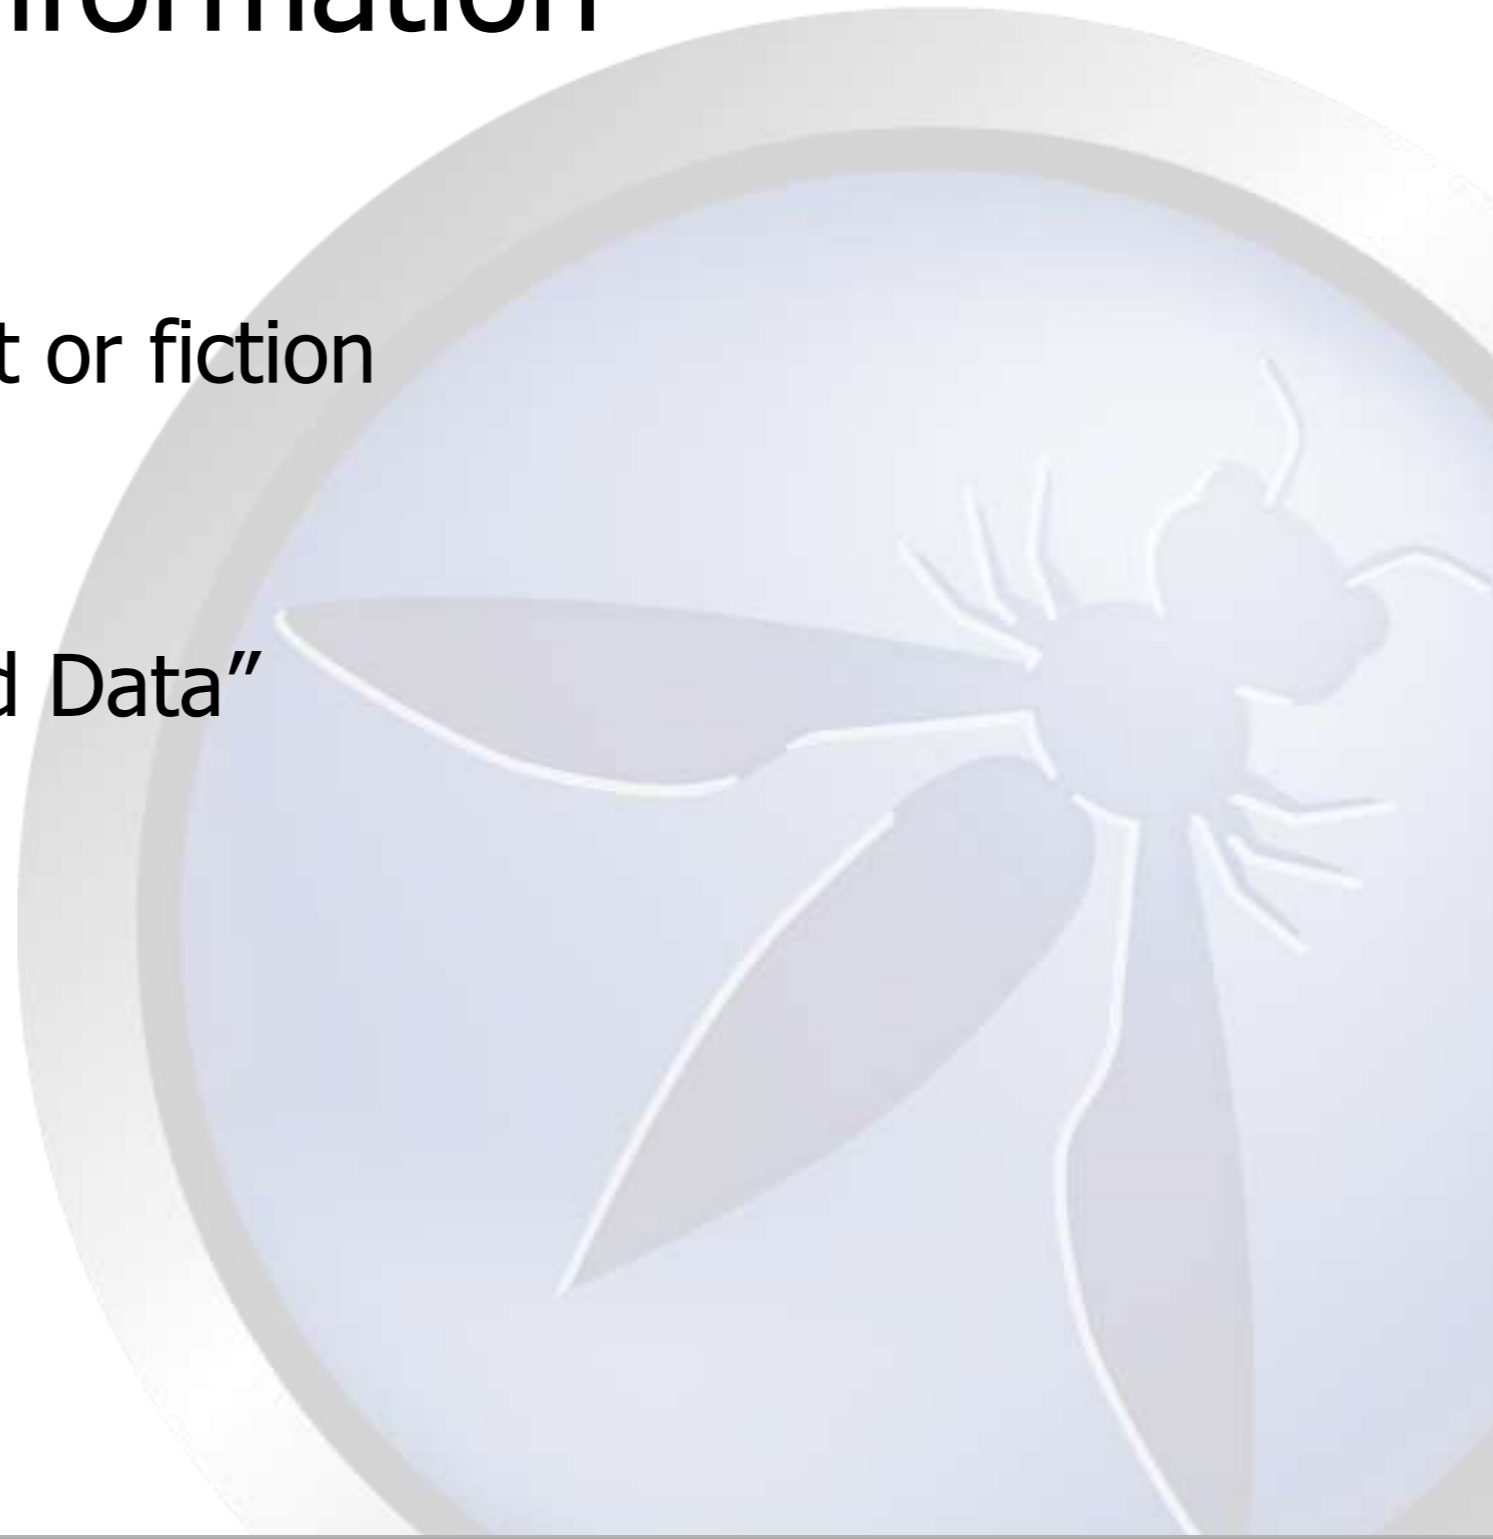 nformation
t or fiction
d Data”